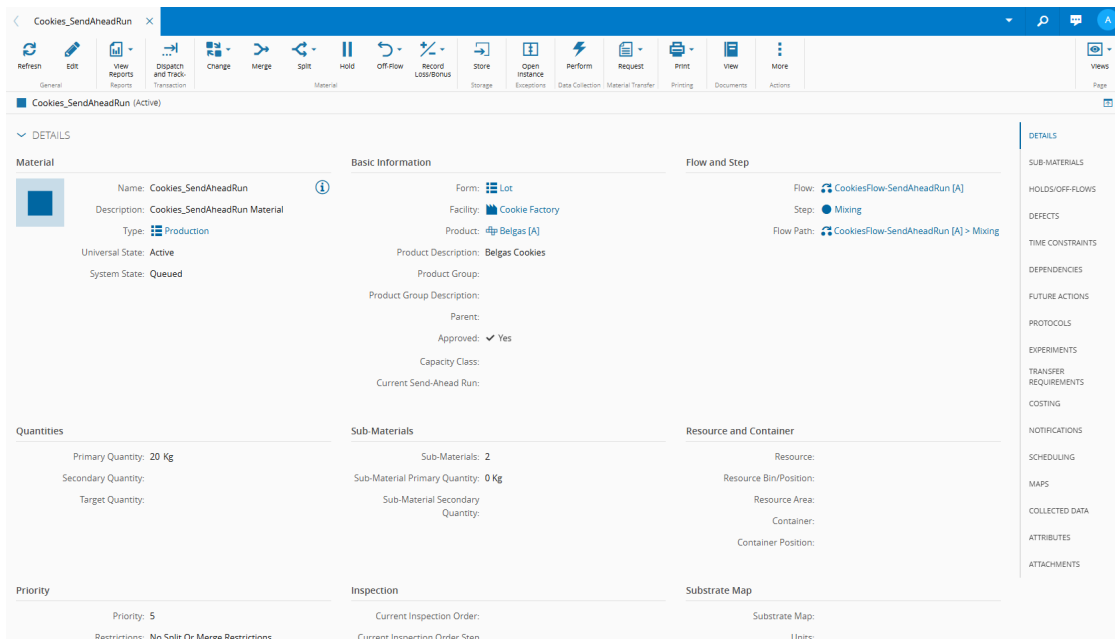 Cookies_SendAheadRun
A
Refresh
Edit
View Reports
Dispatch and Track-
Change
Merge
Split
Hold
Off-Flow
Record Loss/Bonus
Store
Open Instance
Perform
Request
Print
View
More
Views
General
Reports
Transaction
Material
Storage
Exceptions
Data Collection
Material Transfer
Printing
Documents
Actions
Page
Cookies_SendAheadRun (Active)
DETAILS
Material
Name: Cookies_SendAheadRun
Description: Cookies_SendAheadRun Material
Type: Production
Universal State: Active
System State: Queued
Basic Information
Form: Lot
Facility: Cookie Factory
Product: Belgas [A]
Product Description: Belgas Cookies
Product Group:
Product Group Description:
Parent:
Approved: Yes
Capacity Class:
Current Send-Ahead Run:
Flow and Step
Flow: CookiesFlow-SendAheadRun [A]
Step: Mixing
Flow Path: CookiesFlow-SendAheadRun [A] > Mixing
Quantities
Primary Quantity: 20 Kg
Secondary Quantity:
Target Quantity:
Sub-Materials
Sub-Materials: 2
Sub-Material Primary Quantity: 0 Kg
Sub-Material Secondary
Quantity:
Resource and Container
Resource:
Resource Bin/Position:
Resource Area:
Container:
Container Position:
Priority
Priority: 5
Restrictions: No Split Or Merge Restrictions
Inspection
Current Inspection Order:
Current Inspection Order Step
Substrate Map
Substrate Map:
Units:
DETAILS
SUB-MATERIALS
HOLDS/OFF-FLOWS
DEFECTS
TIME CONSTRAINTS
DEPENDENCIES
FUTURE ACTIONS
PROTOCOLS
EXPERIMENTS
TRANSFER
REQUIREMENTS
COSTING
NOTIFICATIONS
SCHEDULING
MAPS
COLLECTED DATA
ATTRIBUTES
ATTACHMENTS